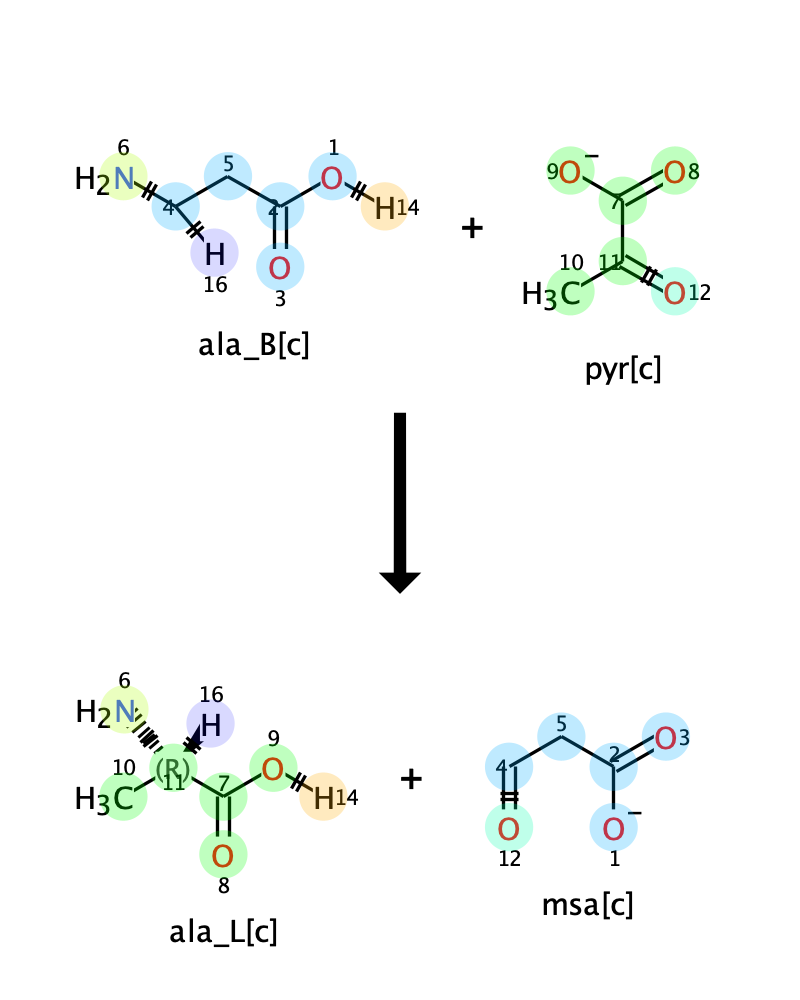 6 5 1
H2N 4 2 O H14
H O
16 3
ala_B[c]
+
9O− O8
7
10 11
H3C O12
pyr[c]
6 16
H2N H
10 (R) 9
H3C 11 7 O H14
O
8
ala_L[c]
+
5
4 2 O3
O O−
12 1
msa[c]